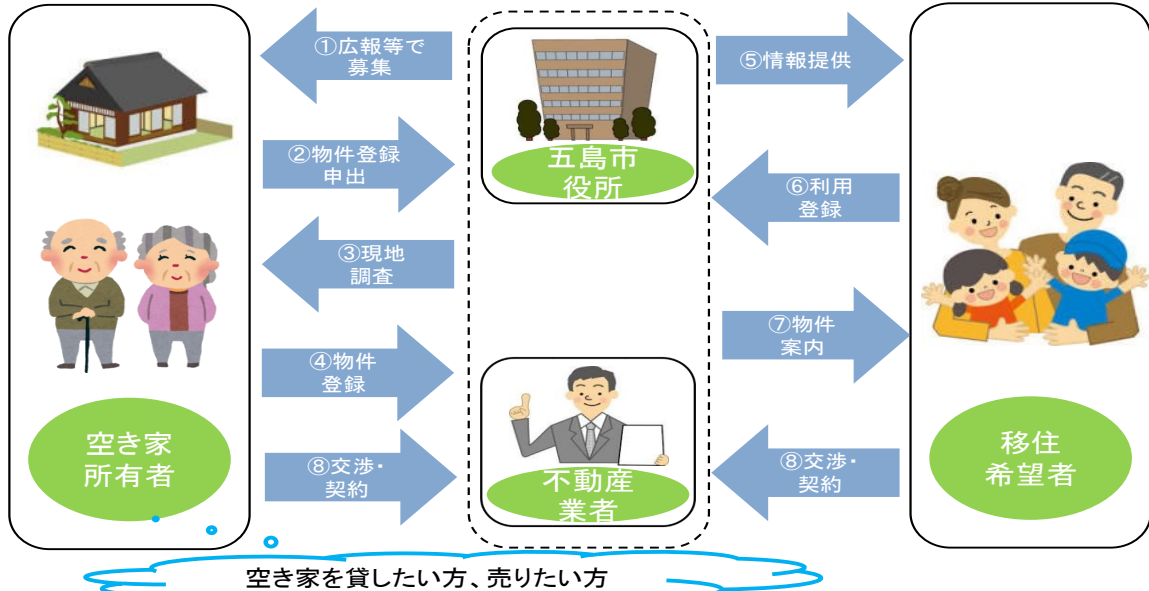 ①広報等で
募集
②物件登録
申出
③現地
調査
④物件
登録
⑧交渉・
契約
空き家
所有者
五島市
役所
不動産
業者
⑤情報提供
⑥利用
登録
⑦物件
案内
⑧交渉・
契約
移住
希望者
空き家を貸したい方、売りたい方